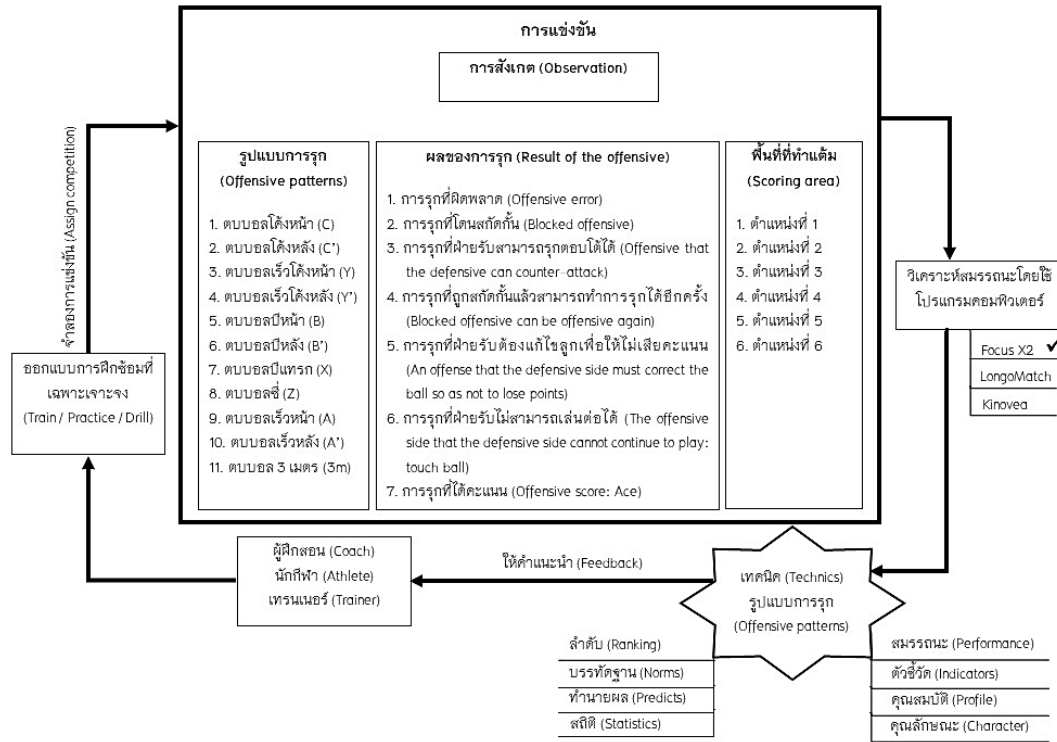 การแข่งขัน
การสังเกต (Observation)
รูปแบบการรุก
(Offensive patterns)
1. ตบบอลโค้งหน้า (C)
2. ตบบอลโค้งหลัง (C')
3. ตบบอลเร็วโค้งหน้า (Y)
4. ตบบอลเร็วโค้งหลัง (Y')
5. ตบบอลบีหน้า (B)
6. ตบบอลบีหลัง (B')
7. ตบบอลบีแทรก (X)
8. ตบบอลซี่ (Z)
9. ตบบอลเร็วหน้า (A)
10. ตบบอลเร็วหลัง (A')
11. ตบบอล 3 เมตร (3m)
ผลของการรุก (Result of the offensive)
1. การรุกที่ผิดพลาด (Offensive error)
2. การรุกที่โดนสกัดกั้น (Blocked offensive)
3. การรุกที่ฝ่ายรับสามารถรุกตอบโต้ได้ (Offensive that
the defensive can counter-attack)
4. การรุกที่ถูกสกัดกั้นแล้วสามารถทำการรุกได้อีกครั้ง
(Blocked offensive can be offensive again)
5. การรุกที่ฝ่ายรับต้องแก้ไขลูกเพื่อให้ไม่เสียคะแนน
(An offense that the defensive side must correct the
ball so as not to lose points)
6. การรุกที่ฝ่ายรับไม่สามารถเล่นต่อได้ (The offensive
side that the defensive side cannot continue to play:
touch ball)
7. การรุกที่ได้คะแนน (Offensive score: Ace)
พื้นที่ที่ทำแต้ม
(Scoring area)
1. ตำแหน่งที่ 1
2. ตำแหน่งที่ 2
3. ตำแหน่งที่ 3
4. ตำแหน่งที่ 4
5. ตำแหน่งที่ 5
6. ตำแหน่งที่ 6
วิเคราะห์สมรรถนะโดยใช้
โปรแกรมคอมพิวเตอร์
Focus X2 ✓
LongoMatch
Kinovea
เทคนิค (Technics)
รูปแบบการรุก
(Offensive patterns)
ลำดับ (Ranking)
บรรทัดฐาน (Norms)
ทำนายผล (Predicts)
สถิติ (Statistics)
สมรรถนะ (Performance)
ตัวชี้วัด (Indicators)
คุณสมบัติ (Profile)
คุณลักษณะ (Character)
ให้คำแนะนำ (Feedback)
ผู้ฝึกสอน (Coach)
นักกีฬา (Athlete)
เทรนเนอร์ (Trainer)
ออกแบบการฝึกซ้อมที่
เฉพาะเจาะจง
(Train / Practice / Drill)
จำลองการแข่งขัน (Assign competition)